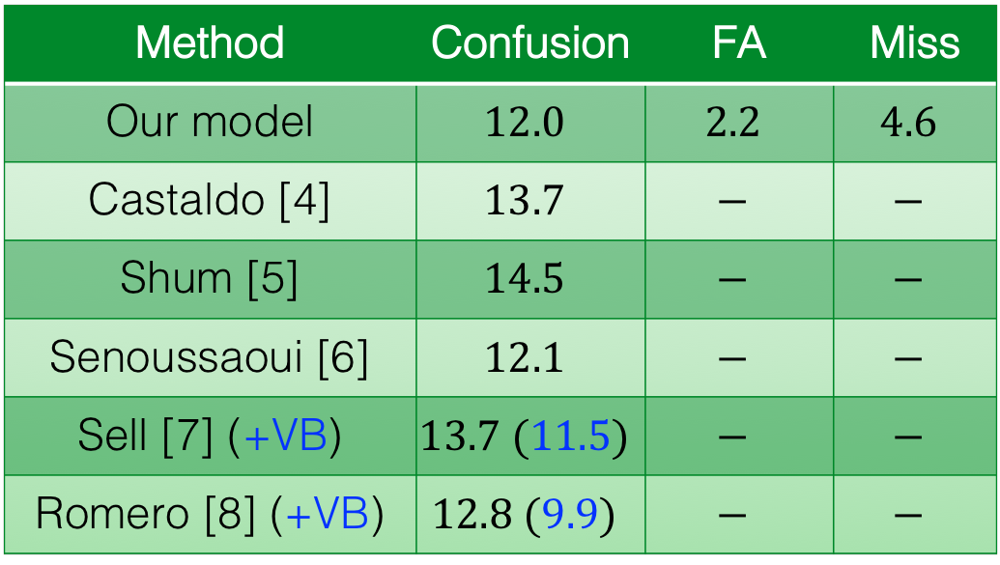 Method Confusion FA Miss
Our model 12.0 2.2 4.6
Castaldo [4] 13.7 – –
Shum [5] 14.5 – –
Senoussaoui [6] 12.1 – –
Sell [7] (+VB) 13.7 (11.5) – –
Romero [8] (+VB) 12.8 (9.9) – –